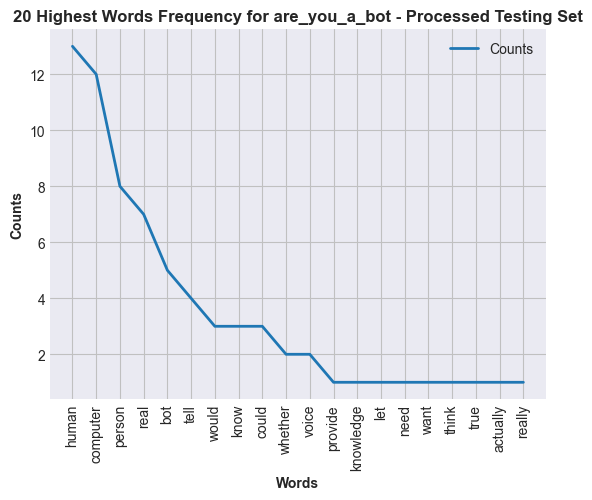 20 Highest Words Frequency for are_you_a_bot - Processed Testing Set
Counts
Counts
12
10
8
6
4
2
human
computer
person
real
bot
tell
would
know
could
whether
voice
provide
knowledge
let
need
want
think
true
actually
really
Words